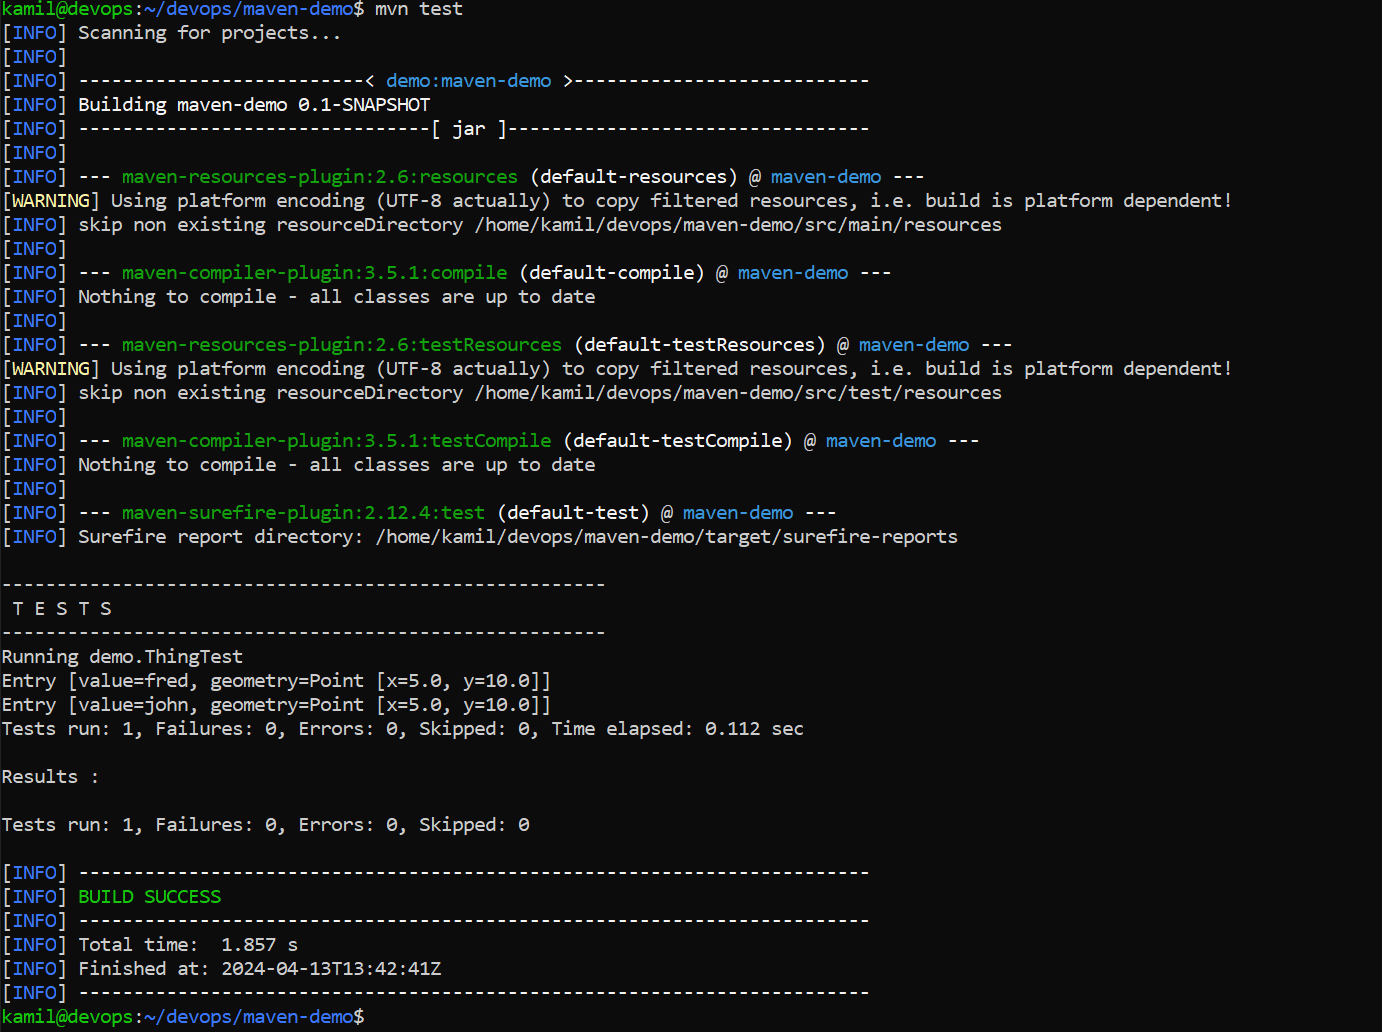 kamil@devops:~/devops/maven-demo$ mvn test
[INFO] Scanning for projects...
[INFO]
[INFO] --------------------------< demo:maven-demo >---------------------------
[INFO] Building maven-demo 0.1-SNAPSHOT
[INFO] --------------------------------[ jar ]---------------------------------
[INFO]
[INFO] --- maven-resources-plugin:2.6:resources (default-resources) @ maven-demo ---
[WARNING] Using platform encoding (UTF-8 actually) to copy filtered resources, i.e. build is platform dependent!
[INFO] skip non existing resourceDirectory /home/kamil/devops/maven-demo/src/main/resources
[INFO]
[INFO] --- maven-compiler-plugin:3.5.1:compile (default-compile) @ maven-demo ---
[INFO] Nothing to compile - all classes are up to date
[INFO]
[INFO] --- maven-resources-plugin:2.6:testResources (default-testResources) @ maven-demo ---
[WARNING] Using platform encoding (UTF-8 actually) to copy filtered resources, i.e. build is platform dependent!
[INFO] skip non existing resourceDirectory /home/kamil/devops/maven-demo/src/test/resources
[INFO]
[INFO] --- maven-compiler-plugin:3.5.1:testCompile (default-testCompile) @ maven-demo ---
[INFO] Nothing to compile - all classes are up to date
[INFO]
[INFO] --- maven-surefire-plugin:2.12.4:test (default-test) @ maven-demo ---
[INFO] Surefire report directory: /home/kamil/devops/maven-demo/target/surefire-reports

-------------------------------------------------------
 T E S T S
-------------------------------------------------------
Running demo.ThingTest
Entry [value=fred, geometry=Point [x=5.0, y=10.0]]
Entry [value=john, geometry=Point [x=5.0, y=10.0]]
Tests run: 1, Failures: 0, Errors: 0, Skipped: 0, Time elapsed: 0.112 sec

Results :

Tests run: 1, Failures: 0, Errors: 0, Skipped: 0

[INFO] ------------------------------------------------------------------------
[INFO] BUILD SUCCESS
[INFO] ------------------------------------------------------------------------
[INFO] Total time:  1.857 s
[INFO] Finished at: 2024-04-13T13:42:41Z
[INFO] ------------------------------------------------------------------------
kamil@devops:~/devops/maven-demo$